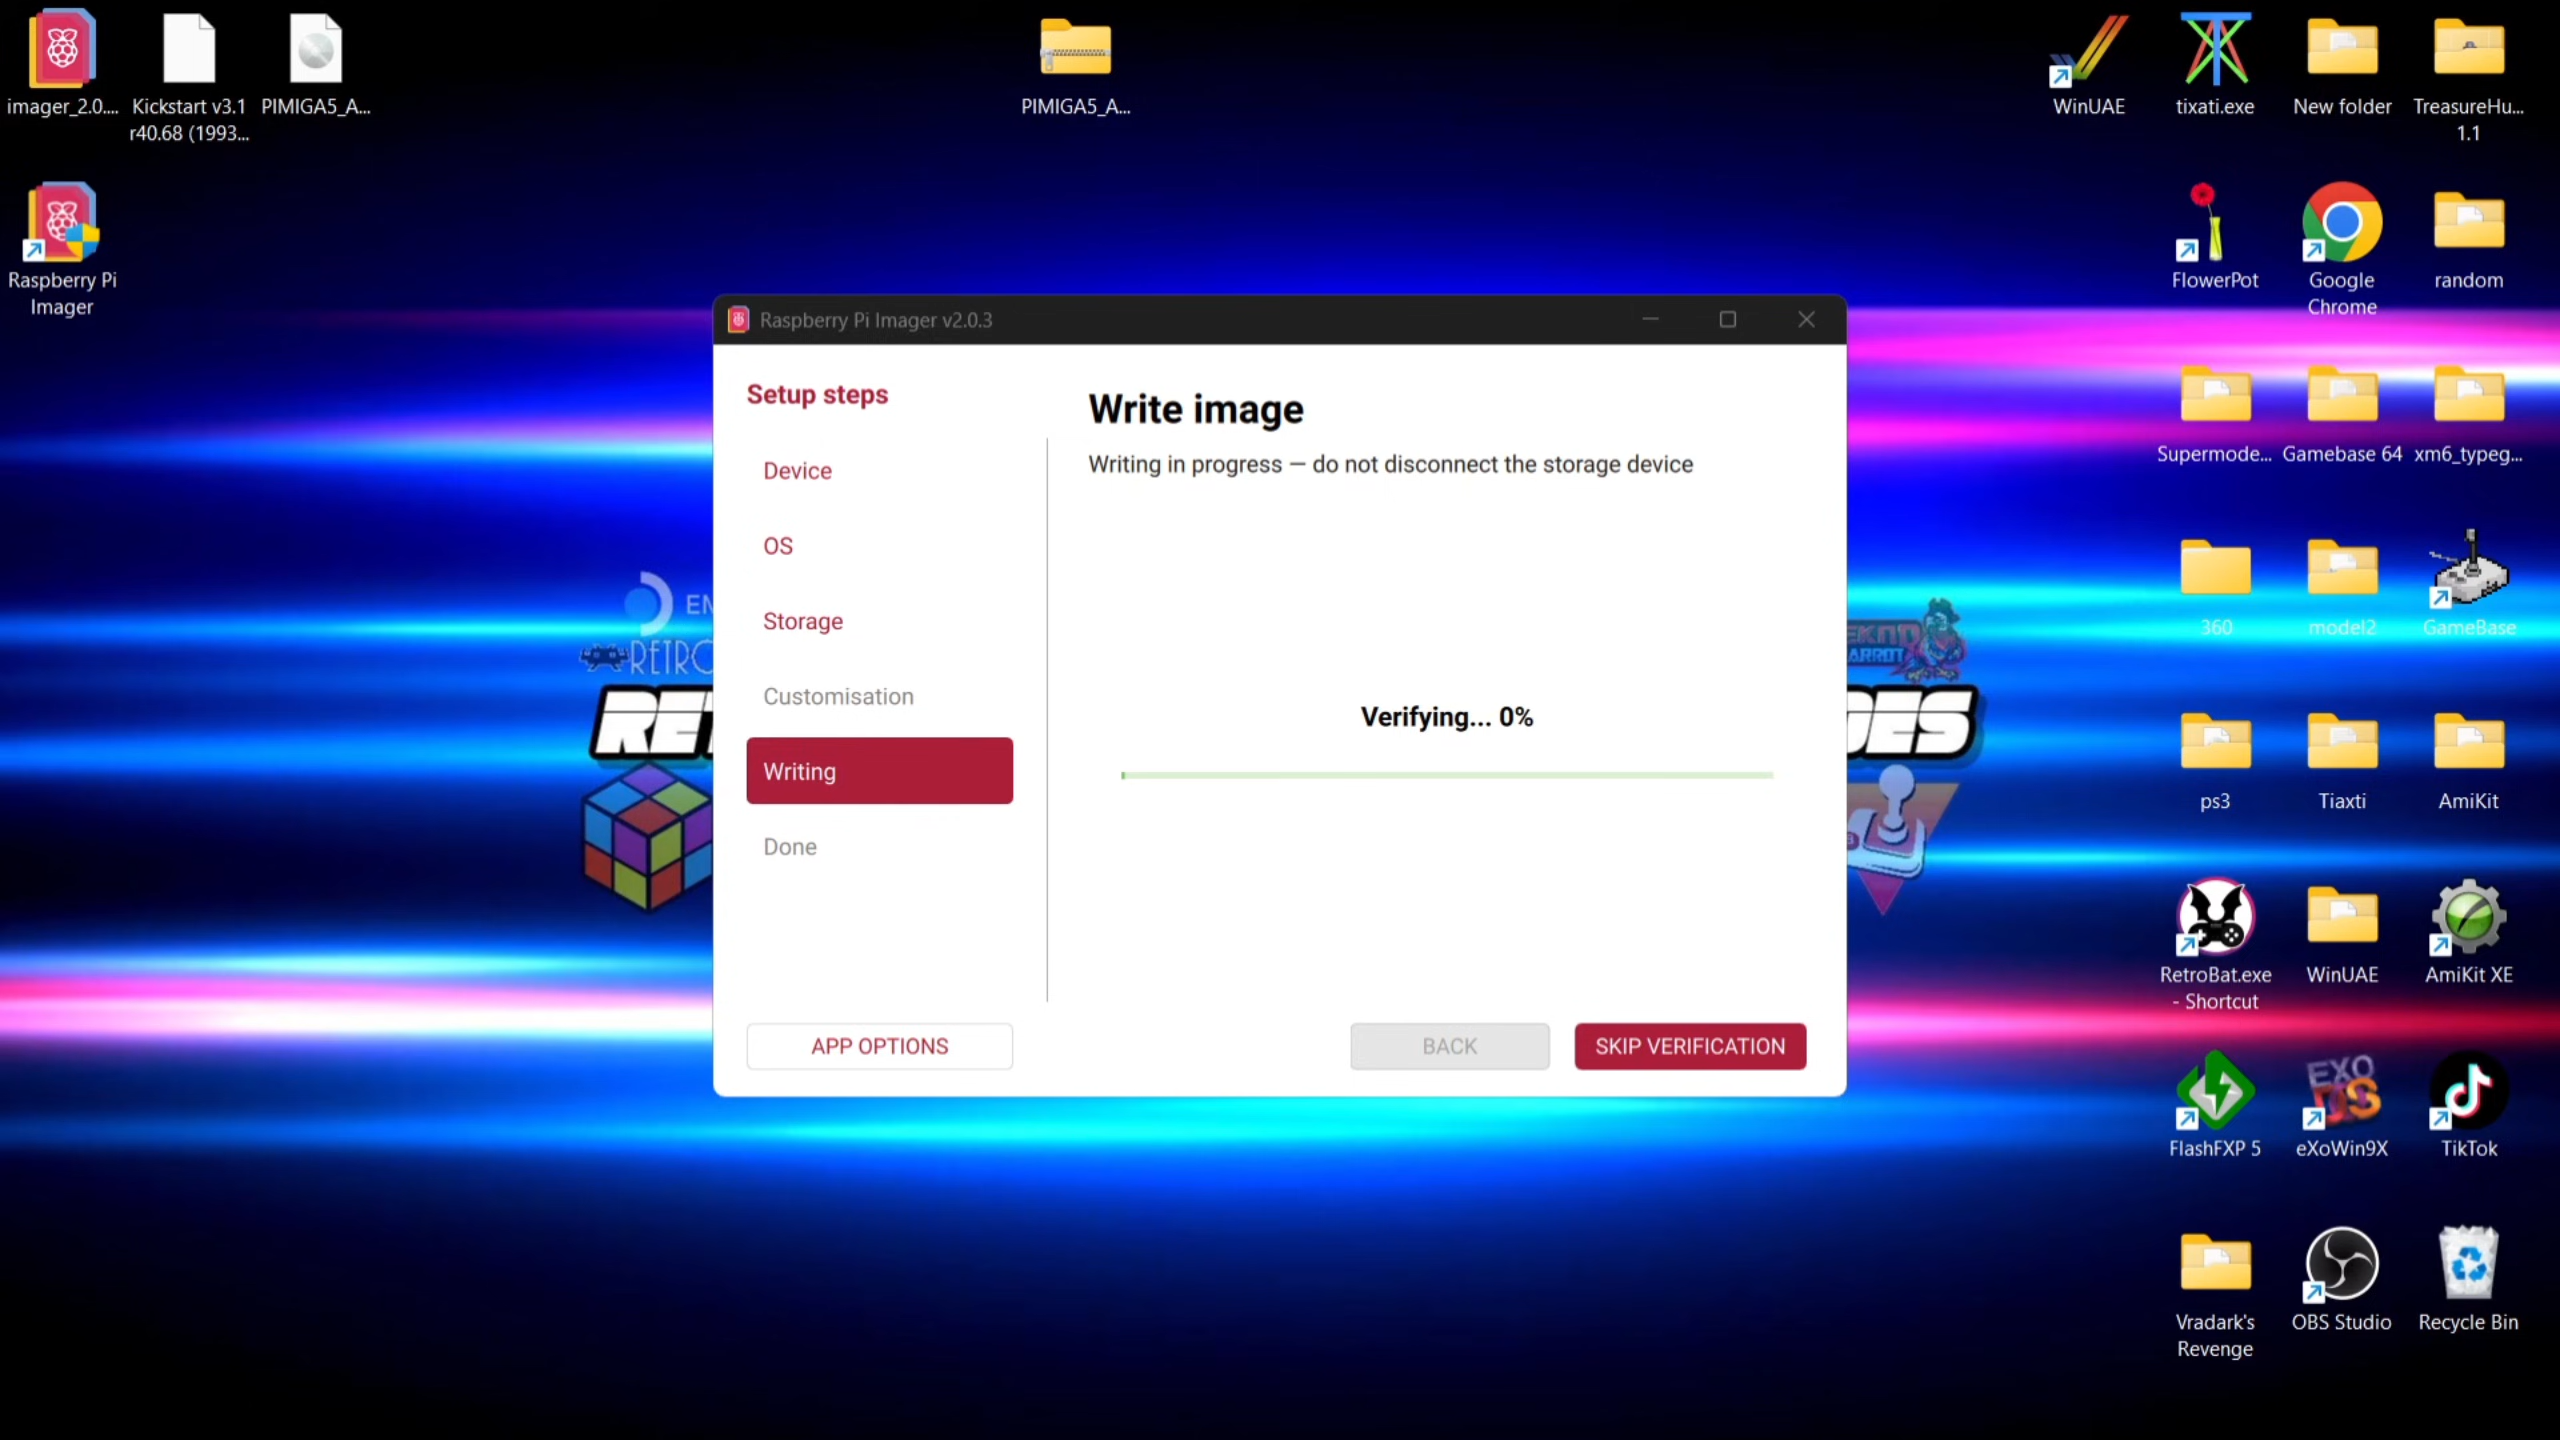 imager_2.0....
Kickstart v3.1
r40.68 (1993...
PIMIGA5_A...
PIMIGA5_A...
WinUAE
tixati.exe
New folder
TreasureHu...
1.1
Raspberry Pi
Imager
FlowerPot
Google
Chrome
random
Raspberry Pi Imager v2.0.3
Setup steps
Device
OS
Storage
Customisation
Writing
Done
APP OPTIONS
Write image
Writing in progress — do not disconnect the storage device
Verifying... 0%
BACK
SKIP VERIFICATION
Supermode...
Gamebase 64
xm6_typeg...
360
model2
GameBase
ps3
Tiaxti
AmiKit
RetroBat.exe
- Shortcut
WinUAE
AmiKit XE
EXO
DS
FlashFXP 5
eXoWin9X
TikTok
Vradark's
Revenge
OBS Studio
Recycle Bin